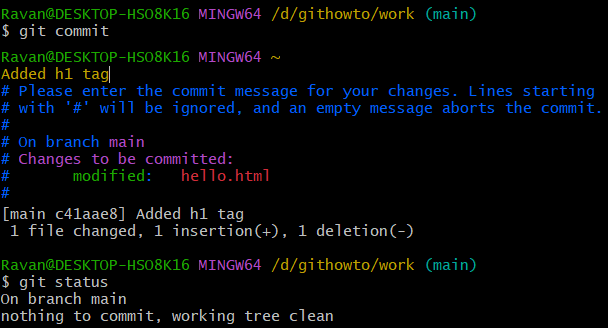 Ravan@DESKTOP-HSO8K16 MINGW64 /d/githowto/work (main)
$ git commit
Ravan@DESKTOP-HSO8K16 MINGW64 ~
Added h1 tag
# Please enter the commit message for your changes. Lines starting
# with '#' will be ignored, and an empty message aborts the commit.
#
# On branch main
# Changes to be committed:
#       modified:   hello.html
#
[main c41aae8] Added h1 tag
 1 file changed, 1 insertion(+), 1 deletion(-)
Ravan@DESKTOP-HSO8K16 MINGW64 /d/githowto/work (main)
$ git status
On branch main
nothing to commit, working tree clean